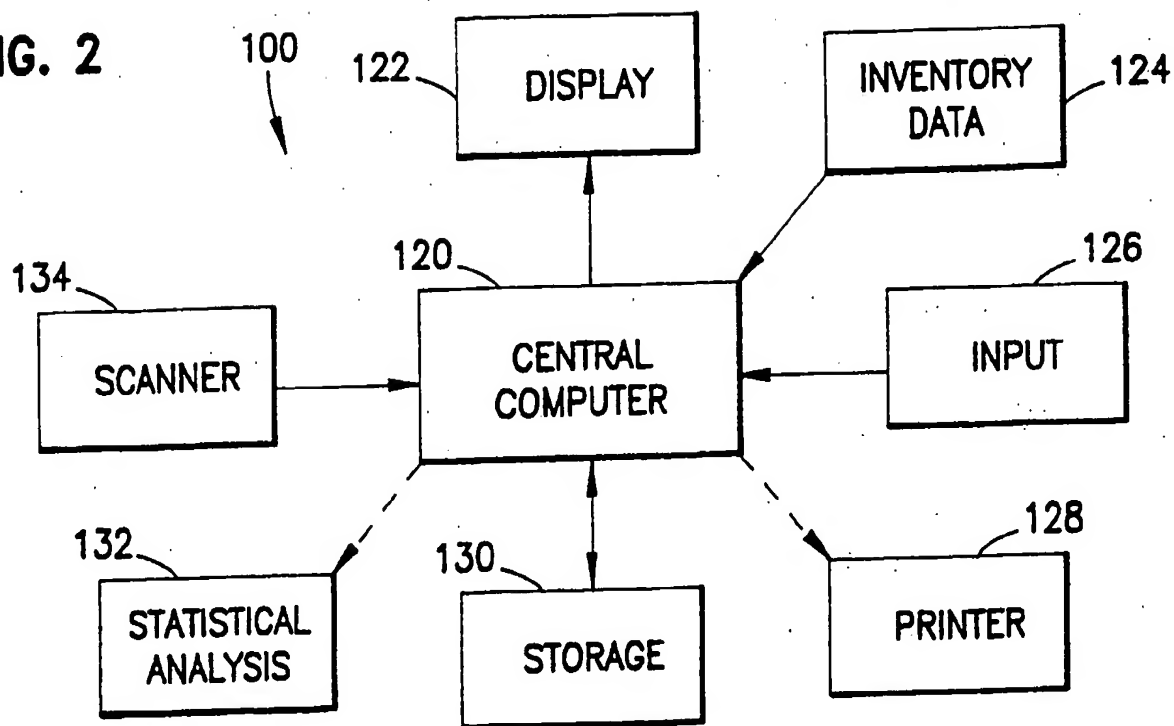 IG. 2
100
122
DISPLAY
INVENTORY
DATA
124
134
SCANNER
120
CENTRAL
COMPUTER
126
INPUT
132
STATISTICAL
ANALYSIS
130
STORAGE
128
PRINTER